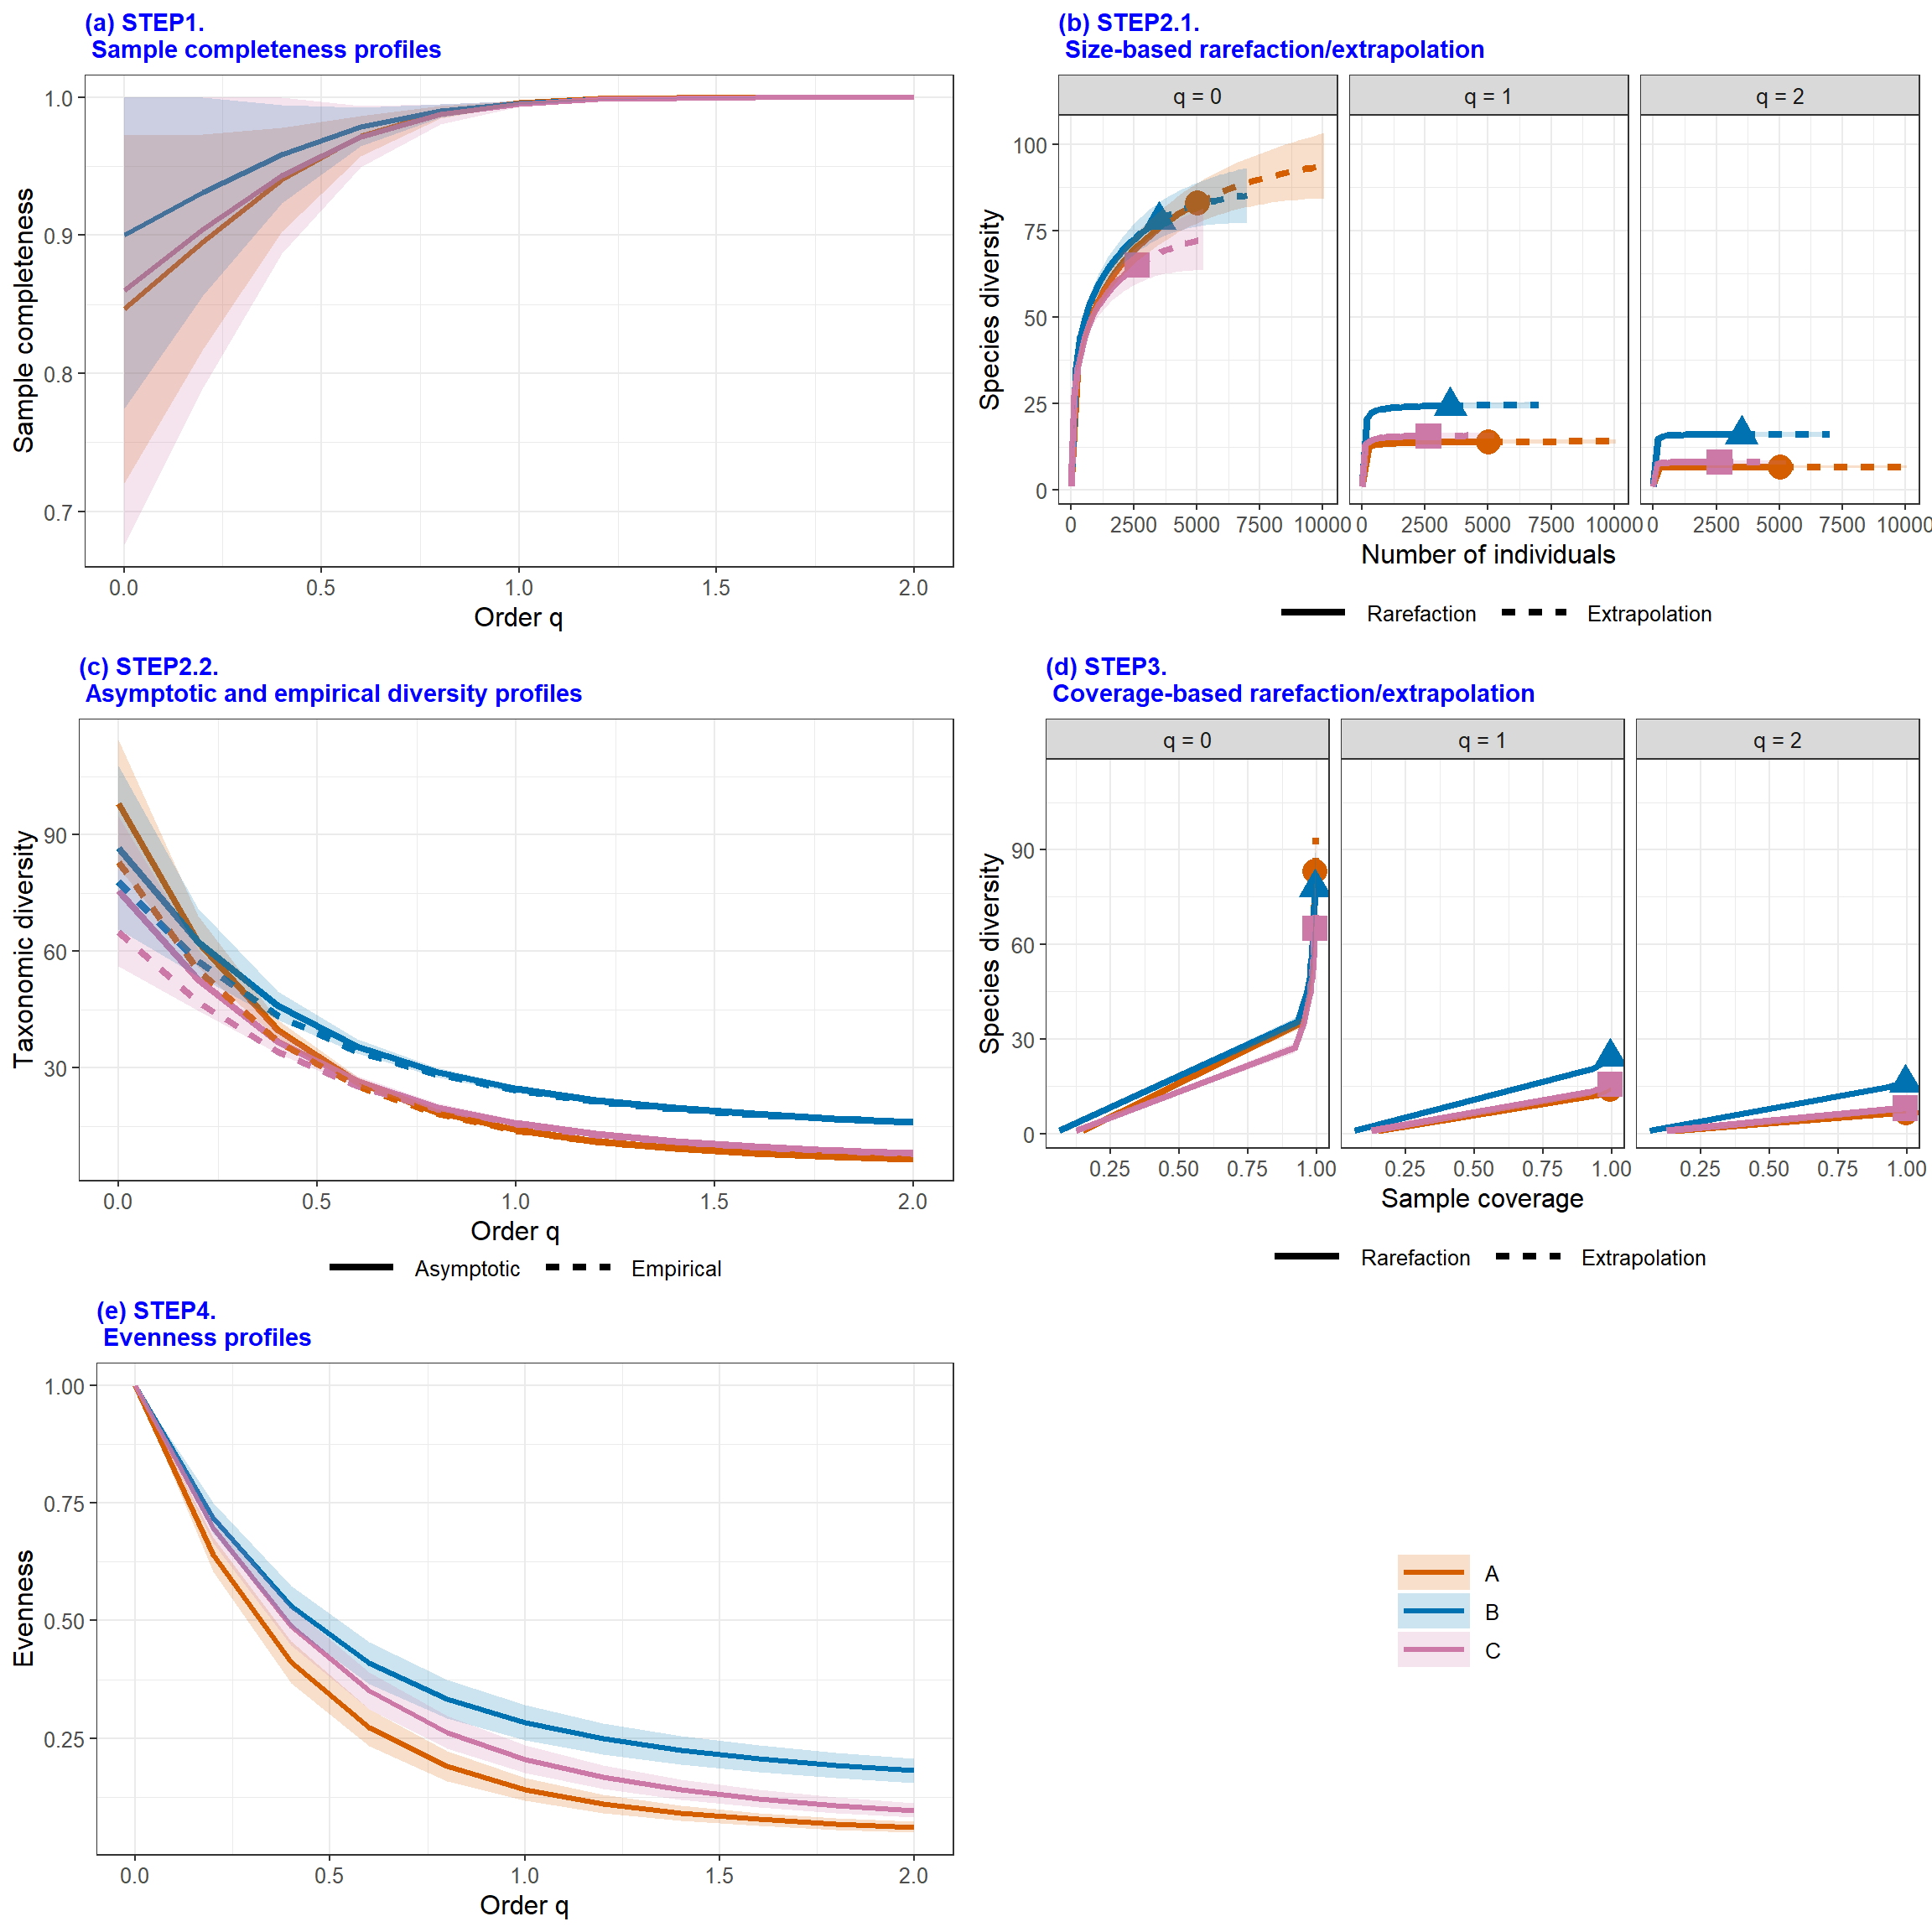 (a) STEP1.
Sample completeness profiles
1.0
0.9
0.8
0.7
Sample completeness
0.0 0.5 1.0 1.5 2.0
Order q
(b) STEP2.1.
Size-based rarefaction/extrapolation
q = 0 q = 1 q = 2
100
75
50
25
0
Species diversity
0 2500 5000 7500 10000 0 2500 5000 7500 10000 0 2500 5000 7500 10000
Number of individuals
Rarefaction Extrapolation
(c) STEP2.2.
Asymptotic and empirical diversity profiles
90
60
30
Taxonomic diversity
0.0 0.5 1.0 1.5 2.0
Order q
Asymptotic Empirical
(d) STEP3.
Coverage-based rarefaction/extrapolation
q = 0 q = 1 q = 2
90
60
30
0
Species diversity
0.25 0.50 0.75 1.00 0.25 0.50 0.75 1.00 0.25 0.50 0.75 1.00
Sample coverage
Rarefaction Extrapolation
(e) STEP4.
Evenness profiles
1.00
0.75
0.50
0.25
Evenness
0.0 0.5 1.0 1.5 2.0
Order q
A
B
C